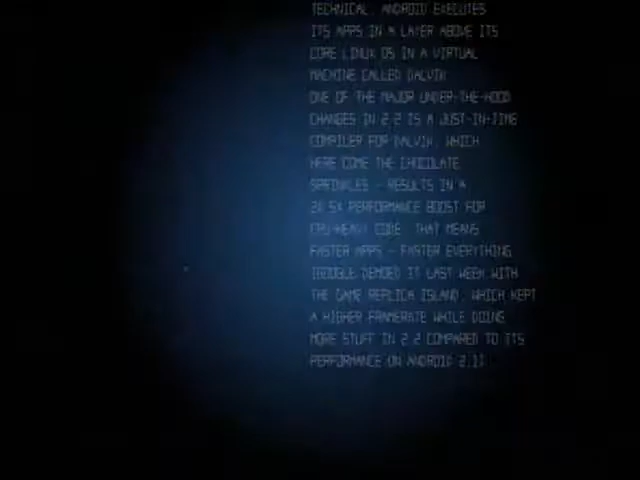 TECHNICAL, ANDROID EXECUTES
ITS APPS IN A LAYER ABOVE ITS
CORE LINUX OS IN A VIRTUAL
MACHINE CALLED DALVIK
ONE OF THE MAJOR UNDER-THE-HOOD
CHANGES IN 2.2 IS A JUST-IN-TIME
COMPILER FOR DALVIK, WHICH
HERE COME THE CHOCOLATE
SPRINKLES - RESULTS IN A
2X 5X PERFORMANCE BOOST FOR
CPU-HEAVY CODE. THAT MEANS
FASTER APPS - FASTER EVERYTHING
(GOOGLE DEMOED IT LAST WEEK WITH
THE GAME REPLICA ISLAND, WHICH KEPT
A HIGHER FRAMERATE WHILE DOING
MORE STUFF IN 2.2 COMPARED TO ITS
PERFORMANCE ON ANDROID 2.1)